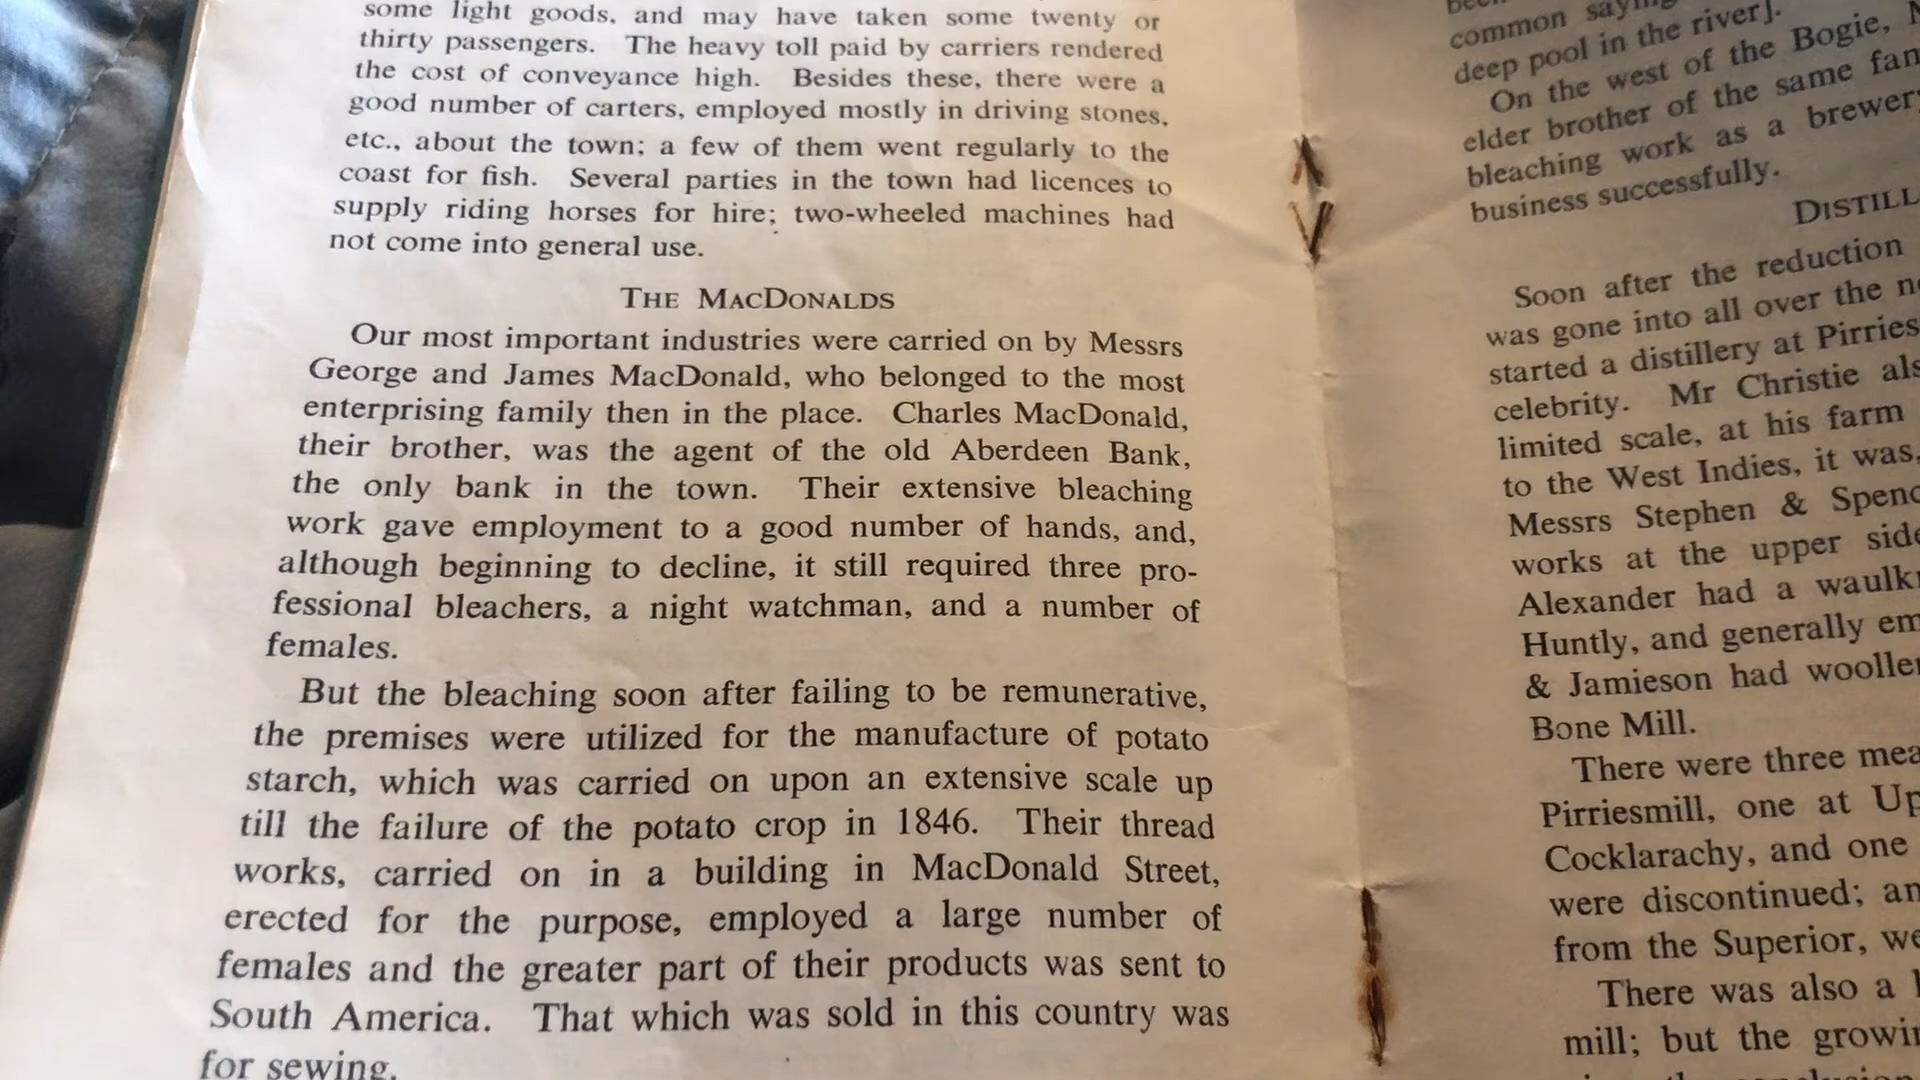 some light goods, and may have taken some twenty or
thirty passengers. The heavy toll paid by carriers rendered
the cost of conveyance high. Besides these, there were a
good number of carters, employed mostly in driving stones,
etc., about the town; a few of them went regularly to the
coast for fish. Several parties in the town had licences to
supply riding horses for hire; two-wheeled machines had
not come into general use.
THE MACDONALDS
Our most important industries were carried on by Messrs
George and James MacDonald, who belonged to the most
enterprising family then in the place. Charles MacDonald,
their brother, was the agent of the old Aberdeen Bank,
the only bank in the town. Their extensive bleaching
work gave employment to a good number of hands, and,
although beginning to decline, it still required three pro-
fessional bleachers, a night watchman, and a number of
females.
But the bleaching soon after failing to be remunerative,
the premises were utilized for the manufacture of potato
starch, which was carried on upon an extensive scale up
till the failure of the potato crop in 1846. Their thread
works, carried on in a building in MacDonald Street,
erected for the purpose, employed a large number of
females and the greater part of their products was sent to
South America. That which was sold in this country was
for sewing.
common
deep pool in the river].
On the west of the Bogie,
elder brother of the same
bleaching work as a
business successfully.
Soon after the reduction
was gone into all over the
started a distillery at
celebrity. Mr Christie
limited scale, at his farm
to the West Indies, it was,
Messrs Stephen &
works at the upper
Alexander had a
Huntly, and generally
& Jamieson had
Bone Mill.
There were three
Pirriesmill, one at
Cocklarachy, and one
were discontinued;
from the Superior,
There was also a
mill; but the